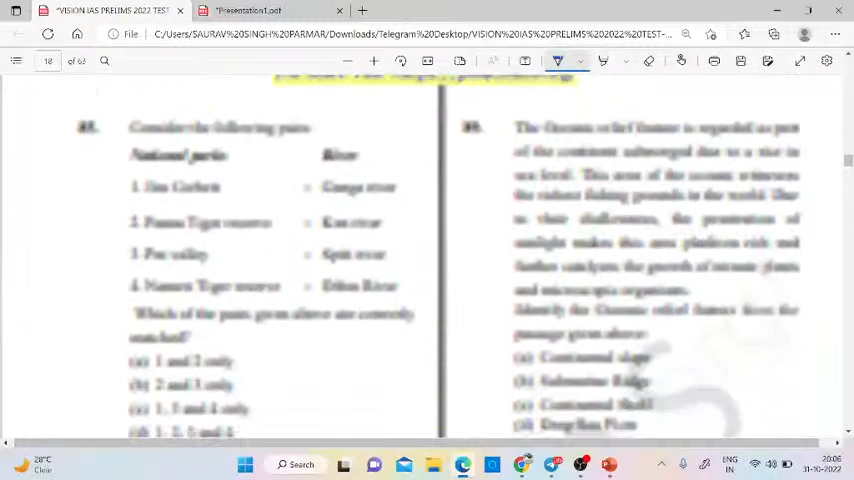 *VISION IAS PRELIMS 2022 TEST
*Presentation1.pdf
File
C:/Users/SAURAV%20SINGH%20PARMAR/Downloads/Telegram%20Desktop/VISION%20IAS%20PRELIMS%202022%20TEST-...
18 of 63
Consider the following pairs
National parks River
1. Jim Corbett : Ganga river
2. Panna Tiger reserve : Ken river
3. Pin valley : Spiti river
4. Nameri Tiger reserve :
Which of the pairs given above are correctly
matched?
(a) 1 and 2 only
(b) 2 and 3 only
(c) 1, 3 and 4 only
(d) 1, 2, 3 and 4
89.
The Oceanic relief feature is regarded as part
of the continent submerged due to a rise in
sea level. This area of the oceans witnesses
the richest fishing grounds in the world. Due
to their shallowness, the penetration of
sunlight makes this area plankton rich and
further catalyzes the growth of oceanic plants
and microscopic organisms.
Identify the Oceanic relief feature from the
passage given above:
(a) Continental slope
(b) Submarine Ridge
(c) Continental Shelf
(d) Deep Sea Plain
28°C
Clear
Search
ENG
IN
20:06
31-10-2022